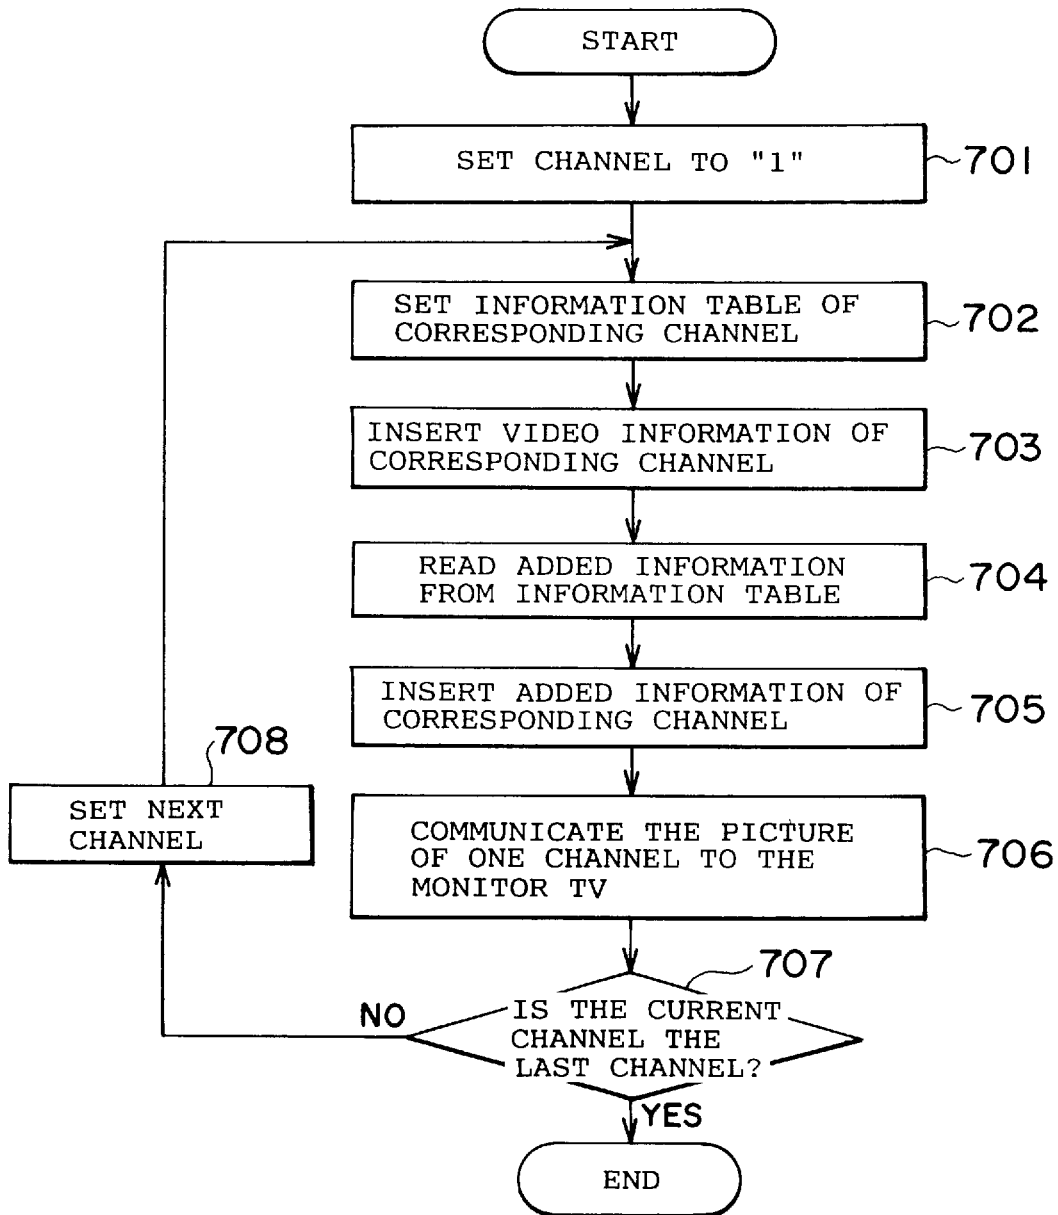 START
SET CHANNEL TO "1"
701
SET INFORMATION TABLE OF
CORRESPONDING CHANNEL
702
INSERT VIDEO INFORMATION OF
CORRESPONDING CHANNEL
703
READ ADDED INFORMATION
FROM INFORMATION TABLE
704
INSERT ADDED INFORMATION OF
CORRESPONDING CHANNEL
705
708
SET NEXT
CHANNEL
COMMUNICATE THE PICTURE
OF ONE CHANNEL TO THE
MONITOR TV
706
707
NO
IS THE CURRENT
CHANNEL THE
LAST CHANNEL?
YES
END